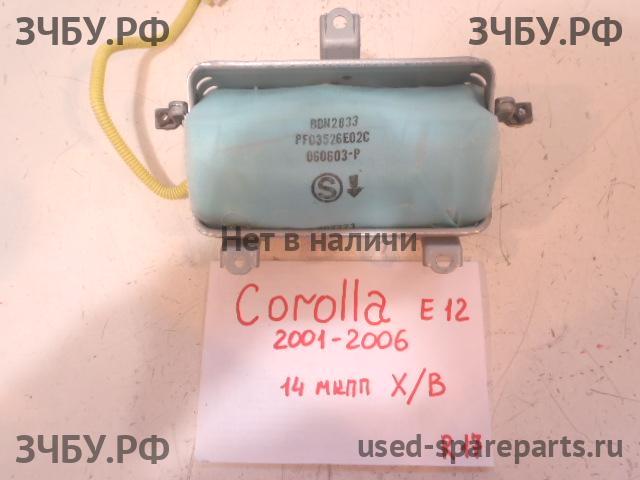 ЗЧБУ.РФ
ЗЧБУ.РФ
BDN2833
PF03526E02C
060603-P
S
Нет в наличи
Corolla E 12
2001-2006
14 мкпп Х/В
ЗЧБУ.РФ
used-spareparts.ru